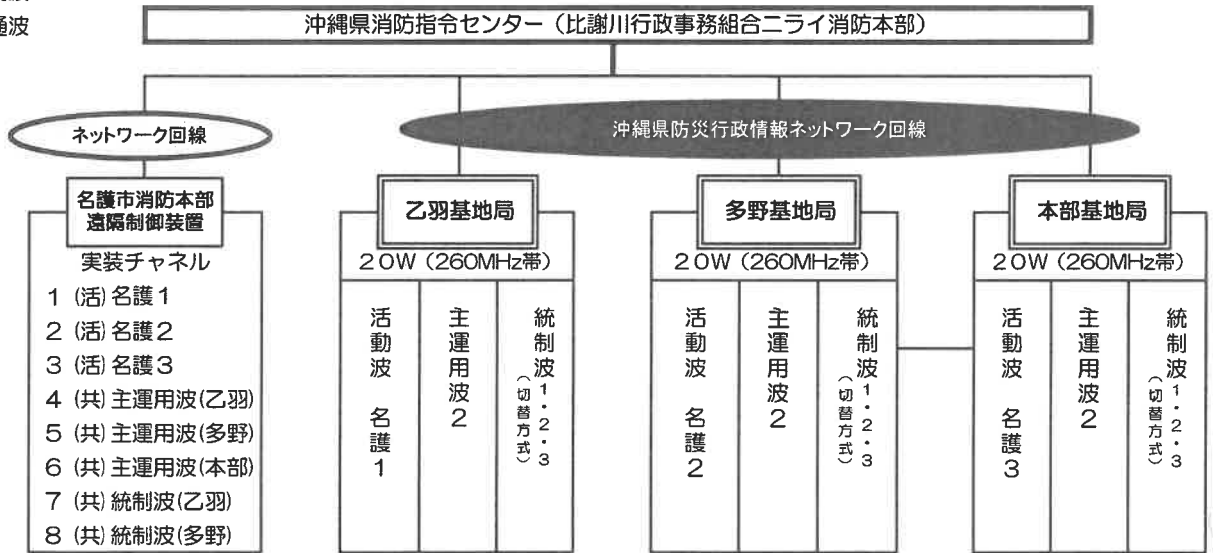 通波
沖縄県消防指令センター（比謝川行政事務組合ニライ消防本部）
ネットワーク回線
沖縄県防災行政情報ネットワーク回線
名護市消防本部
遠隔制御装置
実装チャネル
1 (活) 名護1
2 (活) 名護2
3 (活) 名護3
4 (共) 主運用波(乙羽)
5 (共) 主運用波(多野)
6 (共) 主運用波(本部)
7 (共) 統制波(乙羽)
8 (共) 統制波(多野)
乙羽基地局
20W（260MHz帯）
活動波 名護1
主運用波2
統制波1・2・3
（切替方式）
多野基地局
20W（260MHz帯）
活動波 名護2
主運用波2
統制波1・2・3
（切替方式）
本部基地局
20W（260MHz帯）
活動波 名護3
主運用波2
統制波1・2・3
（切替方式）